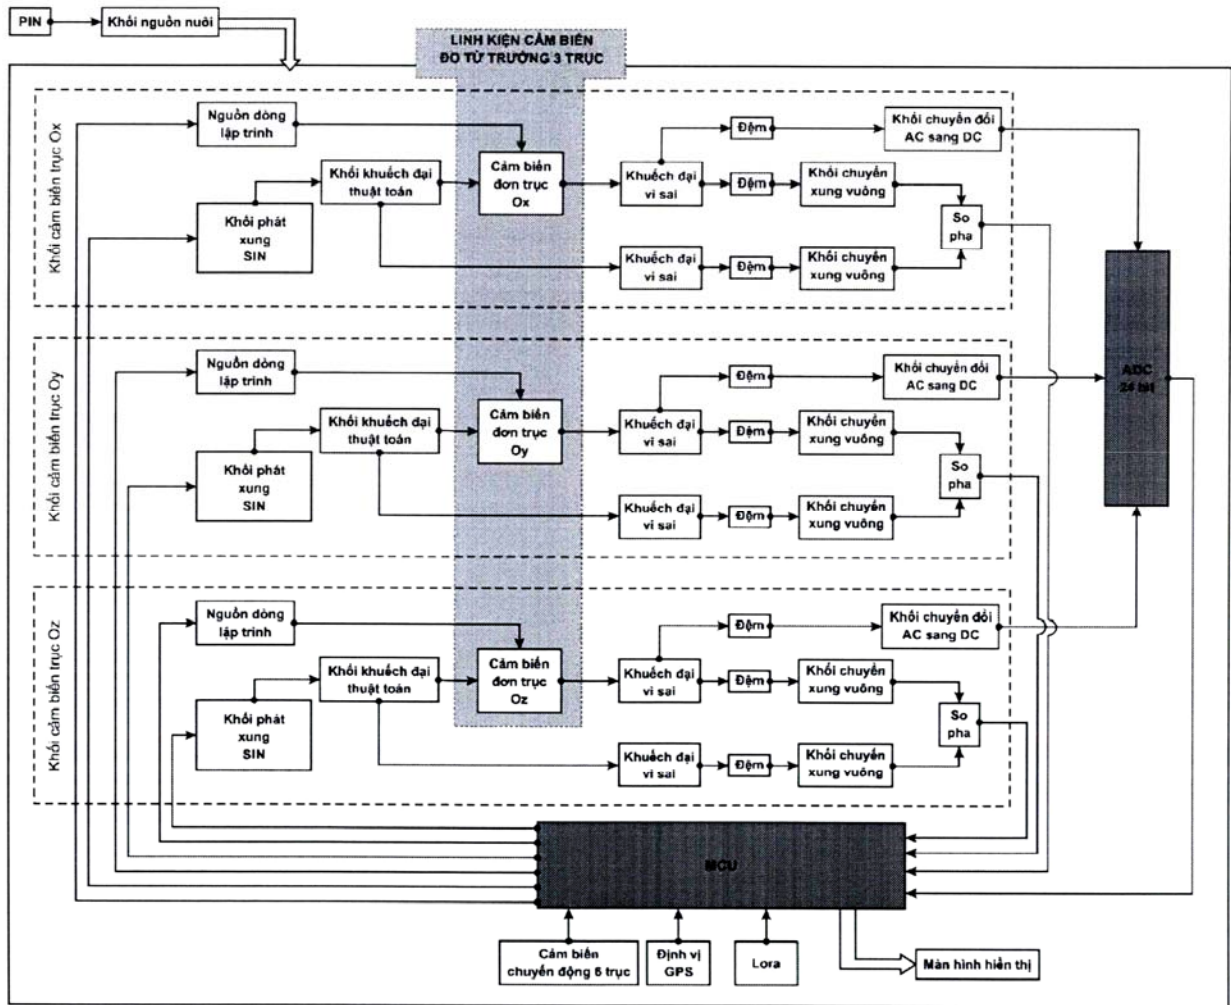 PIN
Khối nguồn nuôi
LINH KIỆN CẢM BIẾN
ĐO TỪ TRƯỜNG 3 TRỤC
Khối cảm biến trục Ox
Nguồn dòng
lập trình
Khối khuếch đại
thuật toán
Khối phát
xung
SIN
Cảm biến
đơn trục
Ox
Khuếch đại
vi sai
Đệm
Khối chuyển đổi
AC sang DC
Đệm
Khối chuyển
xung vuông
So
pha
Khuếch đại
vi sai
Đệm
Khối chuyển
xung vuông
ADC
24 bit
Khối cảm biến trục Oy
Nguồn dòng
lập trình
Khối khuếch đại
thuật toán
Khối phát
xung
SIN
Cảm biến
đơn trục
Oy
Khuếch đại
vi sai
Đệm
Khối chuyển đổi
AC sang DC
Đệm
Khối chuyển
xung vuông
So
pha
Khuếch đại
vi sai
Đệm
Khối chuyển
xung vuông
Khối cảm biến trục Oz
Nguồn dòng
lập trình
Khối khuếch đại
thuật toán
Khối phát
xung
SIN
Cảm biến
đơn trục
Oz
Khuếch đại
vi sai
Đệm
Khối chuyển đổi
AC sang DC
Đệm
Khối chuyển
xung vuông
So
pha
Khuếch đại
vi sai
Đệm
Khối chuyển
xung vuông
MCU
Cảm biến
chuyển động 6 trục
Định vị
GPS
Lora
Màn hình hiển thị